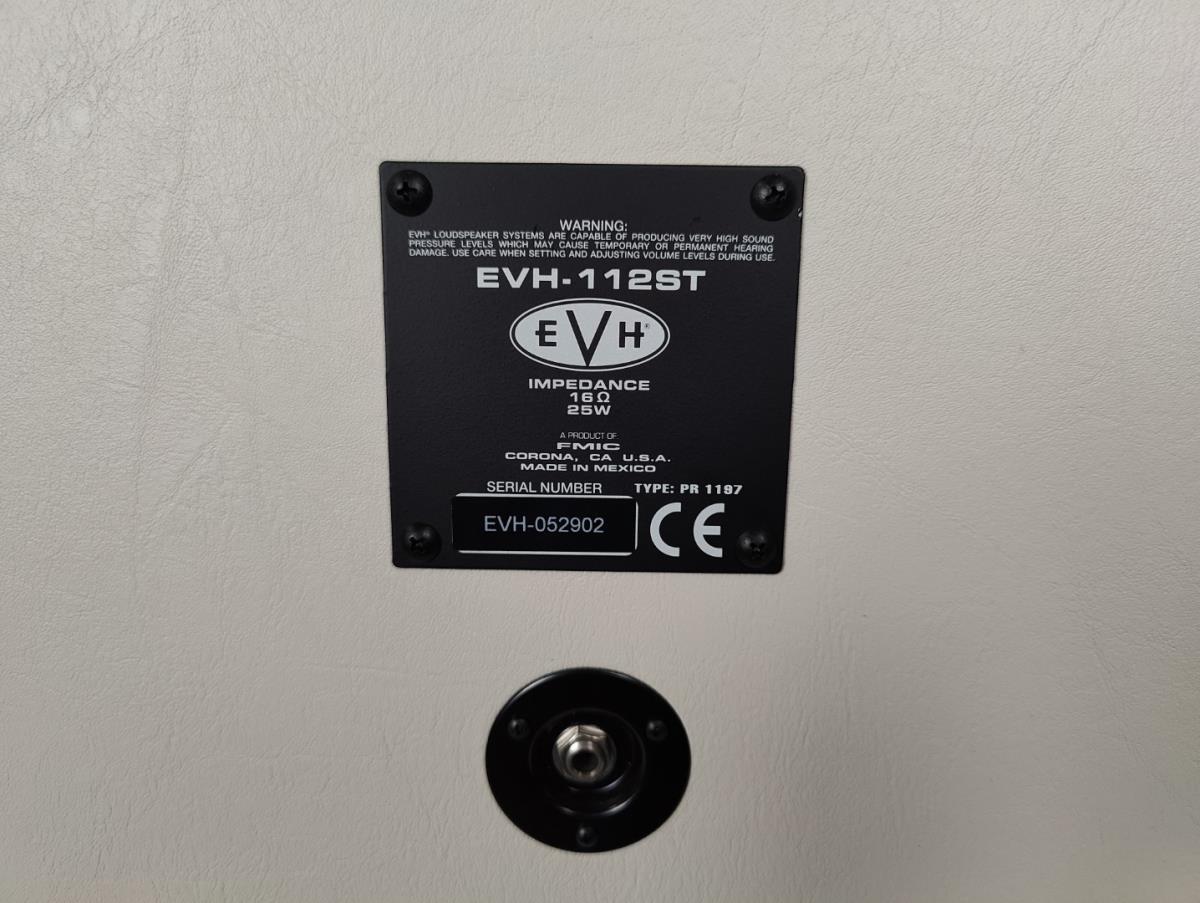 WARNING:
EVH® LOUDSPEAKER SYSTEMS ARE CAPABLE OF PRODUCING VERY HIGH SOUND
PRESSURE LEVELS WHICH MAY CAUSE TEMPORARY OR PERMANENT HEARING
DAMAGE. USE CARE WHEN SETTING AND ADJUSTING VOLUME LEVELS DURING USE.
EVH-112ST
EVH®
IMPEDANCE
16Ω
25W
A PRODUCT OF
FMIC
CORONA, CA U.S.A.
MADE IN MEXICO
SERIAL NUMBER TYPE: PR 1197
EVH-052902 CE